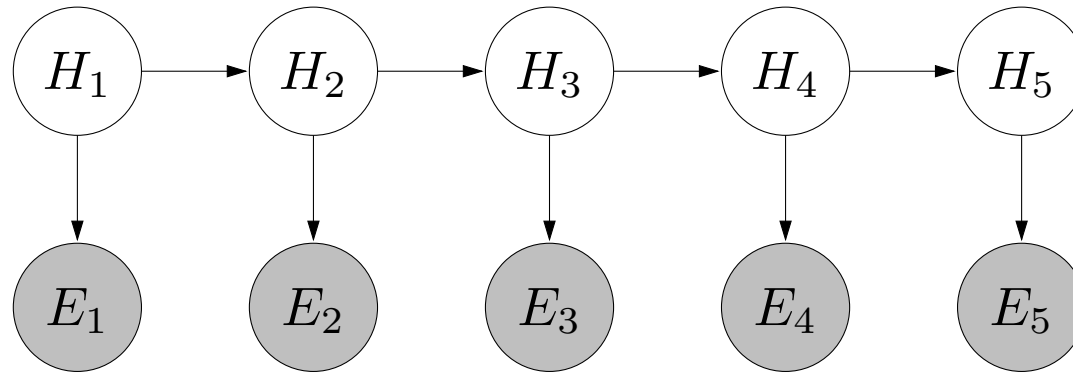 H₁ H₂ H₃ H₄ H₅
E₁ E₂ E₃ E₄ E₅